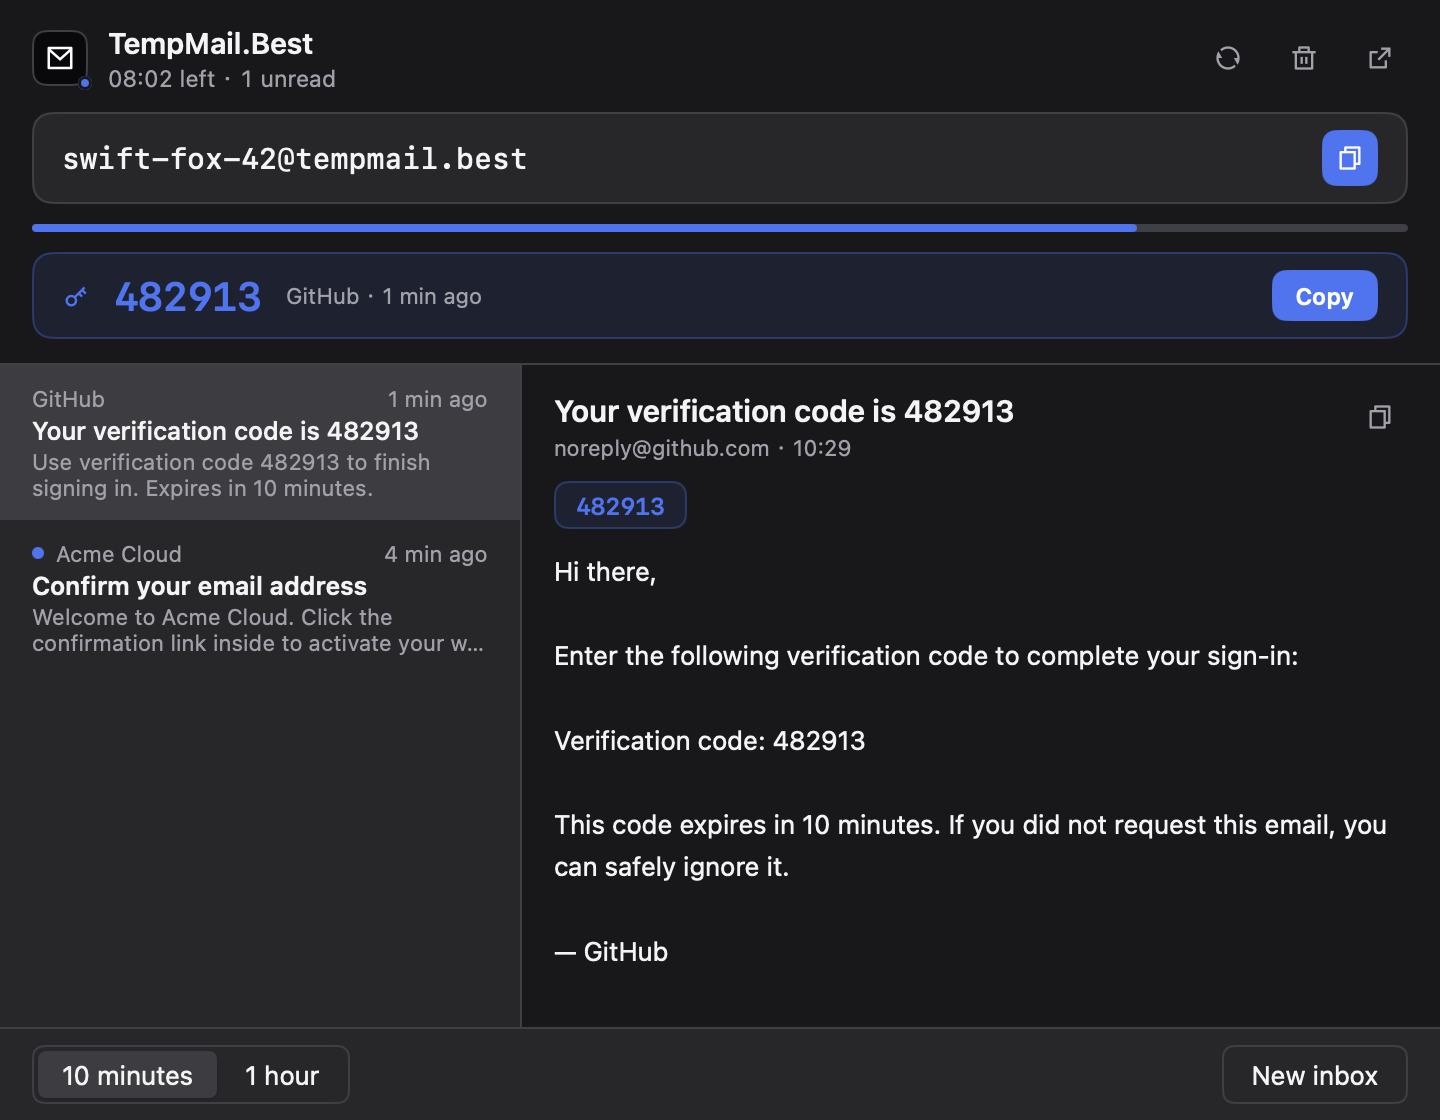 TempMail.Best
08:02 left · 1 unread
swift-fox-42@tempmail.best
482913 GitHub · 1 min ago Copy
GitHub 1 min ago
Your verification code is 482913
Use verification code 482913 to finish
signing in. Expires in 10 minutes.
Acme Cloud 4 min ago
Confirm your email address
Welcome to Acme Cloud. Click the
confirmation link inside to activate your w...
Your verification code is 482913
noreply@github.com · 10:29
482913
Hi there,
Enter the following verification code to complete your sign-in:
Verification code: 482913
This code expires in 10 minutes. If you did not request this email, you
can safely ignore it.
— GitHub
10 minutes 1 hour New inbox